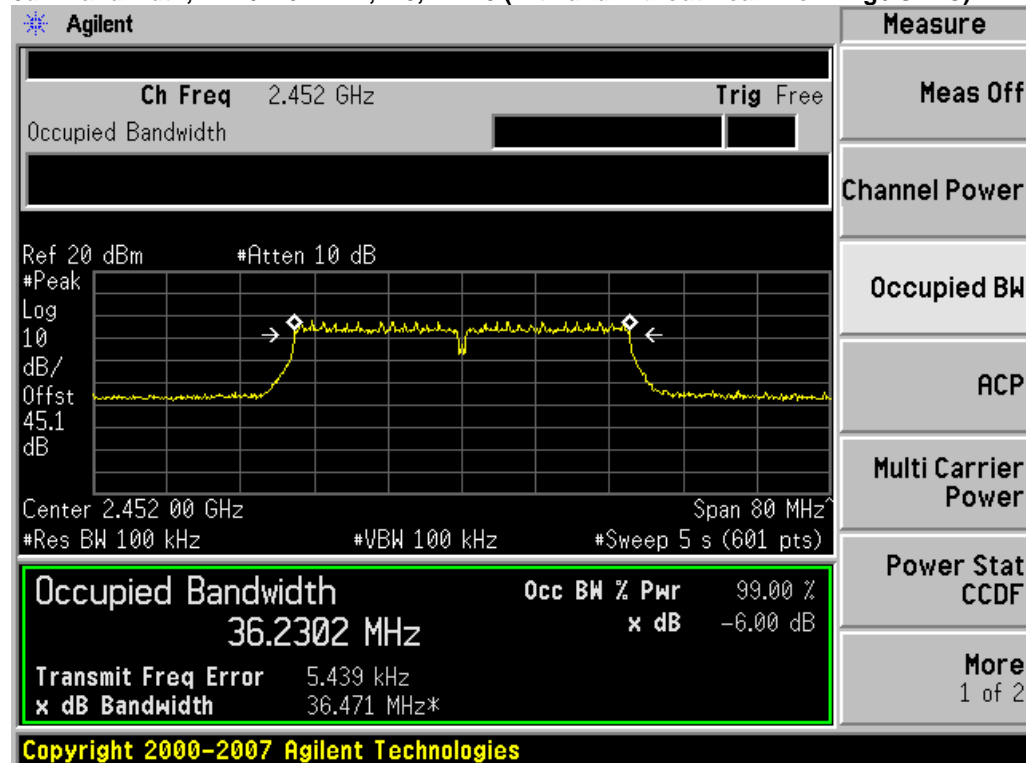 Agilent
Measure
Ch Freq 2.452 GHz Trig Free
Occupied Bandwidth
Meas Off
Channel Power
Occupied BW
ACP
Multi Carrier
Power
Power Stat
CCDF
More
1 of 2
Ref 20 dBm #Atten 10 dB
#Peak
Log
10
dB/
Offst
45.1
dB
Center 2.452 00 GHz Span 80 MHz^
#Res BW 100 kHz #VBW 100 kHz #Sweep 5 s (601 pts)
Occupied Bandwidth Occ BW % Pwr 99.00 %
36.2302 MHz x dB -6.00 dB
Transmit Freq Error 5.439 kHz
x dB Bandwidth 36.471 MHz*
Copyright 2000-2007 Agilent Technologies